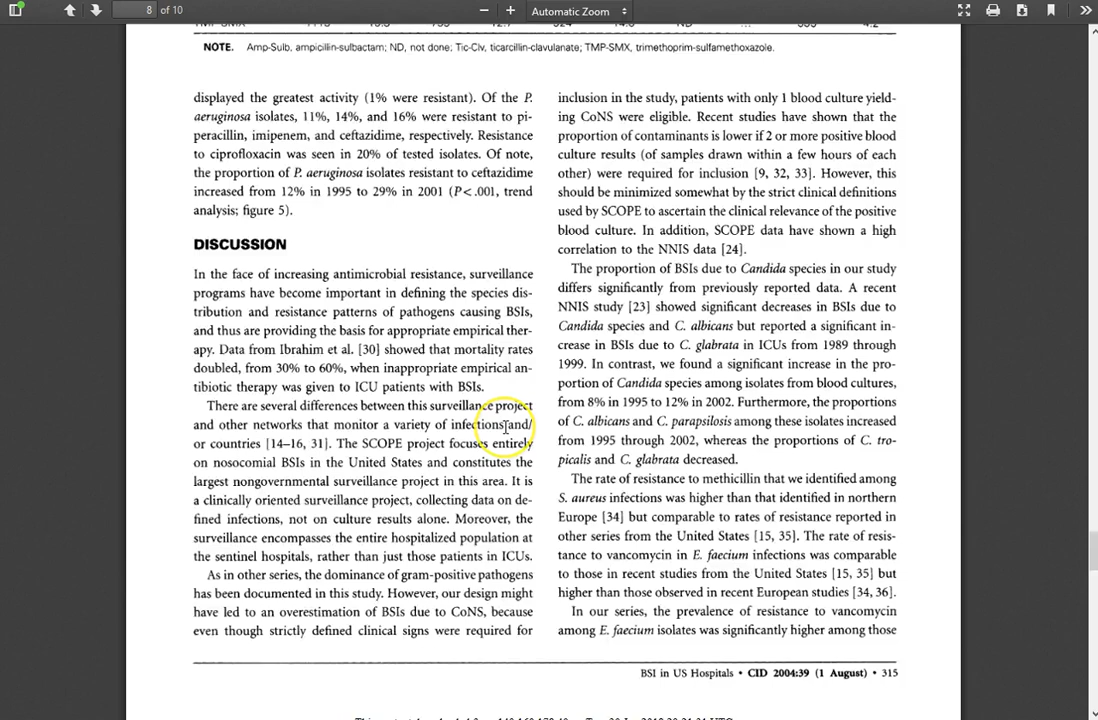 8 of 10
Automatic Zoom
NOTE. Amp-Sulb, ampicillin-sulbactam; ND, not done; Tic-Clv, ticarcillin-clavulanate; TMP-SMX, trimethoprim-sulfamethoxazole.
displayed the greatest activity (1% were resistant). Of the P.
aeruginosa isolates, 11%, 14%, and 16% were resistant to pi-
peracillin, imipenem, and ceftazidime, respectively. Resistance
to ciprofloxacin was seen in 20% of tested isolates. Of note,
the proportion of P. aeruginosa isolates resistant to ceftazidime
increased from 12% in 1995 to 29% in 2001 (P < .001, trend
analysis; figure 5).
DISCUSSION
In the face of increasing antimicrobial resistance, surveillance
programs have become important in defining the species dis-
tribution and resistance patterns of pathogens causing BSIs,
and thus are providing the basis for appropriate empirical ther-
apy. Data from Ibrahim et al. [30] showed that mortality rates
doubled, from 30% to 60%, when inappropriate empirical an-
tibiotic therapy was given to ICU patients with BSIs.
There are several differences between this surveillance project
and other networks that monitor a variety of infections and/
or countries [14–16, 31]. The SCOPE project focuses entirely
on nosocomial BSIs in the United States and constitutes the
largest nongovernmental surveillance project in this area. It is
a clinically oriented surveillance project, collecting data on de-
fined infections, not on culture results alone. Moreover, the
surveillance encompasses the entire hospitalized population at
the sentinel hospitals, rather than just those patients in ICUs.
As in other series, the dominance of gram-positive pathogens
has been documented in this study. However, our design might
have led to an overestimation of BSIs due to CoNS, because
even though strictly defined clinical signs were required for
inclusion in the study, patients with only 1 blood culture yield-
ing CoNS were eligible. Recent studies have shown that the
proportion of contaminants is lower if 2 or more positive blood
culture results (of samples drawn within a few hours of each
other) were required for inclusion [9, 32, 33]. However, this
should be minimized somewhat by the strict clinical definitions
used by SCOPE to ascertain the clinical relevance of the positive
blood culture. In addition, SCOPE data have shown a high
correlation to the NNIS data [24].
The proportion of BSIs due to Candida species in our study
differs significantly from previously reported data. A recent
NNIS study [23] showed significant decreases in BSIs due to
Candida species and C. albicans but reported a significant in-
crease in BSIs due to C. glabrata in ICUs from 1989 through
1999. In contrast, we found a significant increase in the pro-
portion of Candida species among isolates from blood cultures,
from 8% in 1995 to 12% in 2002. Furthermore, the proportions
of C. albicans and C. parapsilosis among these isolates increased
from 1995 through 2002, whereas the proportions of C. tro-
picalis and C. glabrata decreased.
The rate of resistance to methicillin that we identified among
S. aureus infections was higher than that identified in northern
Europe [34] but comparable to rates of resistance reported in
other series from the United States [15, 35]. The rate of resis-
tance to vancomycin in E. faecium infections was comparable
to those in recent studies from the United States [15, 35] but
higher than those observed in recent European studies [34, 36].
In our series, the prevalence of resistance to vancomycin
among E. faecium isolates was significantly higher among those
BSI in US Hospitals • CID 2004:39 (1 August) • 315